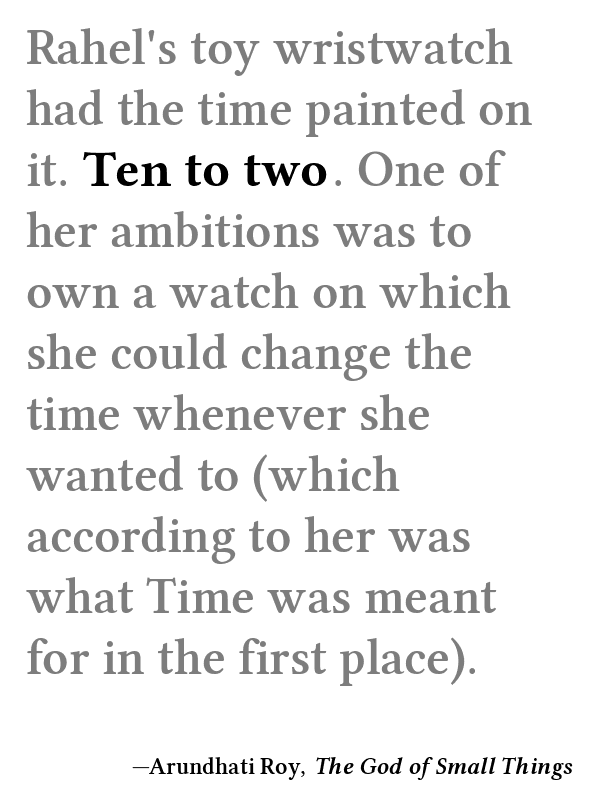 Rahel's toy wristwatch
had the time painted on
it. Ten to two. One of
her ambitions was to
own a watch on which
she could change the
time whenever she
wanted to (which
according to her was
what Time was meant
for in the first place).
—Arundhati Roy, The God of Small Things